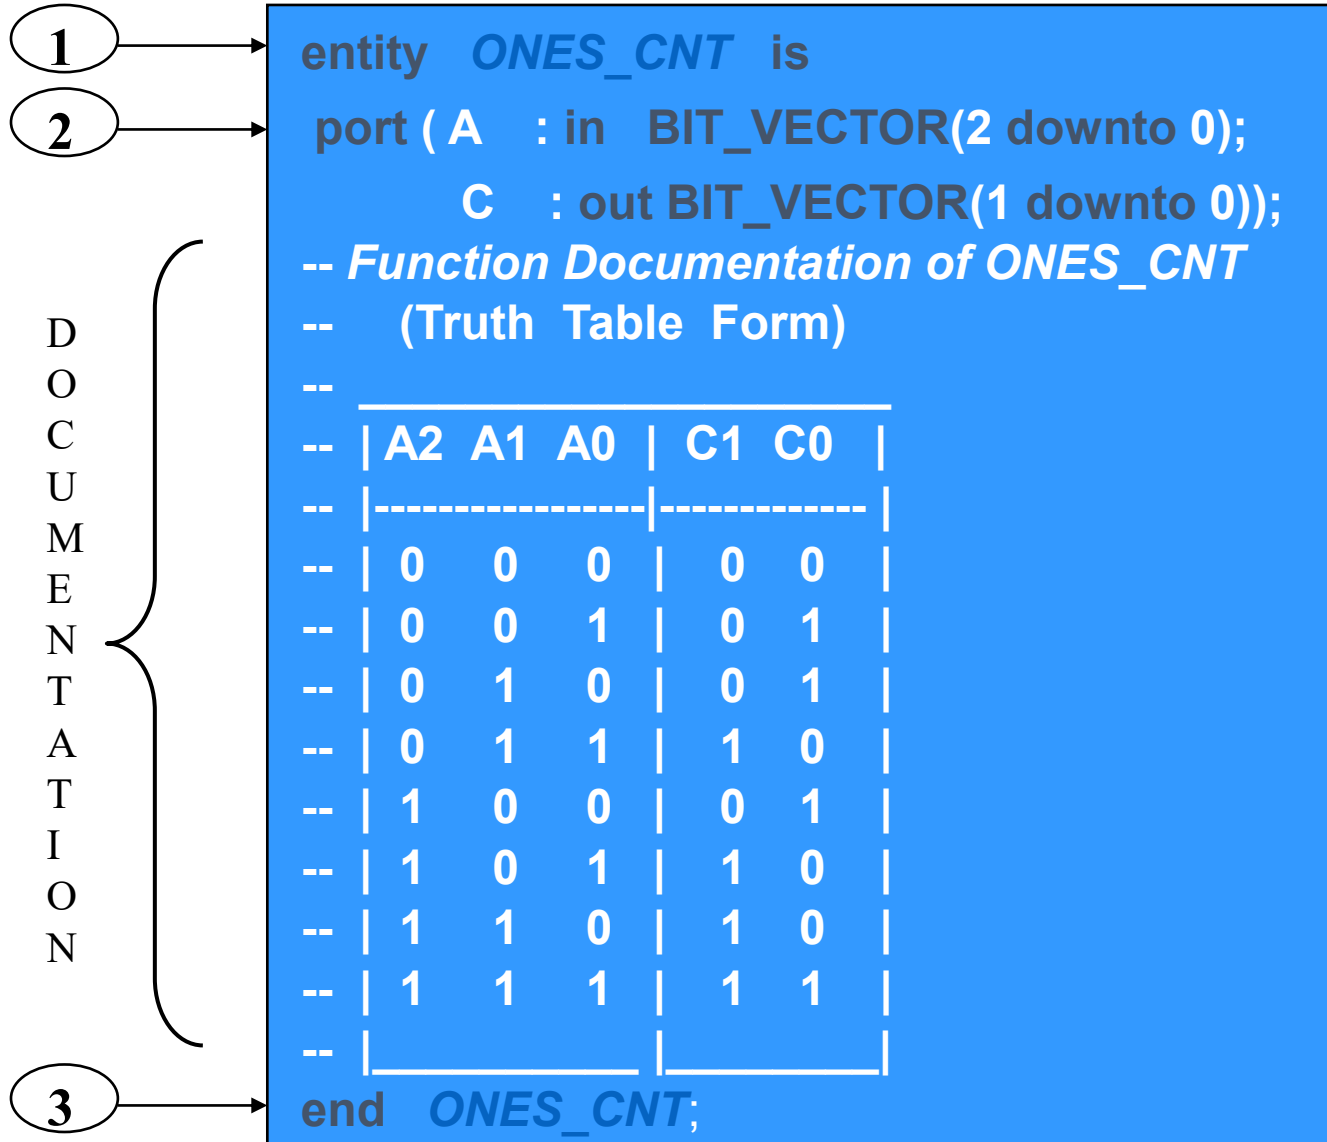 1
entity ONES_CNT is
2
port ( A : in BIT_VECTOR(2 downto 0);
C : out BIT_VECTOR(1 downto 0));
DOCUMENTATION
-- Function Documentation of ONES_CNT
-- (Truth Table Form)
-- ____________________
-- | A2 A1 A0 | C1 C0 |
-- |-----------------|------------- |
-- | 0 0 0 | 0 0 |
-- | 0 0 1 | 0 1 |
-- | 0 1 0 | 0 1 |
-- | 0 1 1 | 1 0 |
-- | 1 0 0 | 0 1 |
-- | 1 0 1 | 1 0 |
-- | 1 1 0 | 1 0 |
-- | 1 1 1 | 1 1 |
-- |__________ |________|
3
end ONES_CNT;